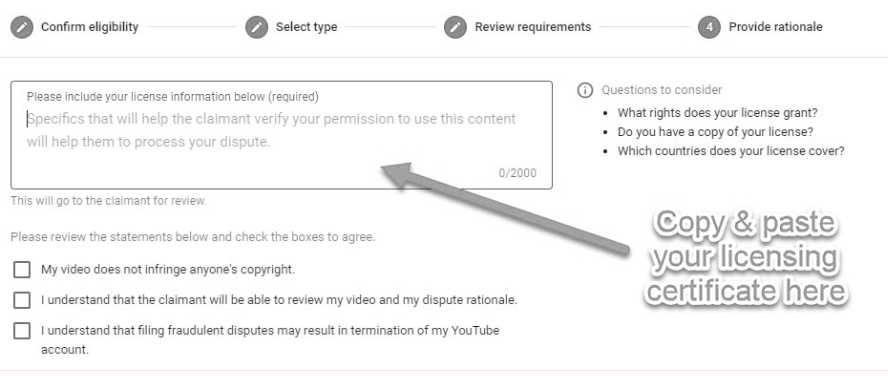 Confirm eligibility
Select type
Review requirements
4 Provide rationale
Please include your license information below (required)
Specifics that will help the claimant verify your permission to use this content
will help them to process your dispute.
0/2000
This will go to the claimant for review.
Questions to consider
• What rights does your license grant?
• Do you have a copy of your license?
• Which countries does your license cover?
Copy & paste
your licensing
certificate here
Please review the statements below and check the boxes to agree.
My video does not infringe anyone's copyright.
I understand that the claimant will be able to review my video and my dispute rationale.
I understand that filing fraudulent disputes may result in termination of my YouTube
account.